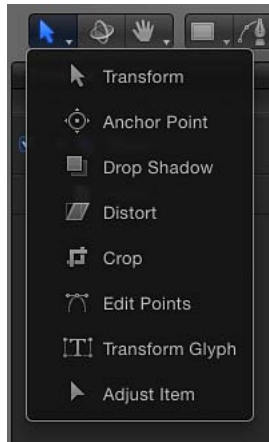 Transform
Anchor Point
Drop Shadow
Distort
Crop
Edit Points
Transform Glyph
Adjust Item